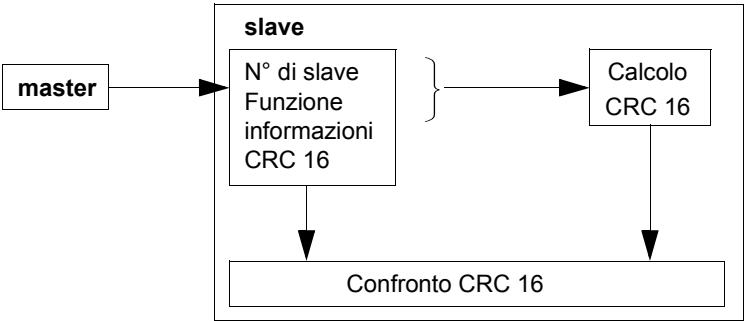 slave
master
N° di slave
Funzione
informazioni
CRC 16
Calcolo
CRC 16
Confronto CRC 16